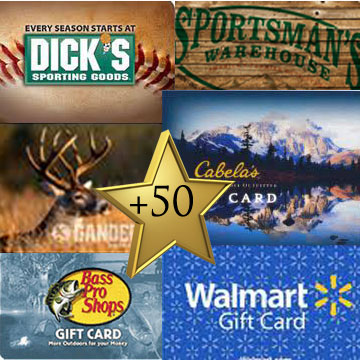 EVERY SEASON STARTS AT
DICK'S
SPORTING GOODS.
SPORTSMAN'S
WAREHOUSE
Cabela's
CARD
GANDER
+50
Bass
Pro
Shops
GIFT CARD
More Outdoors for your Money
Walmart
Gift Card